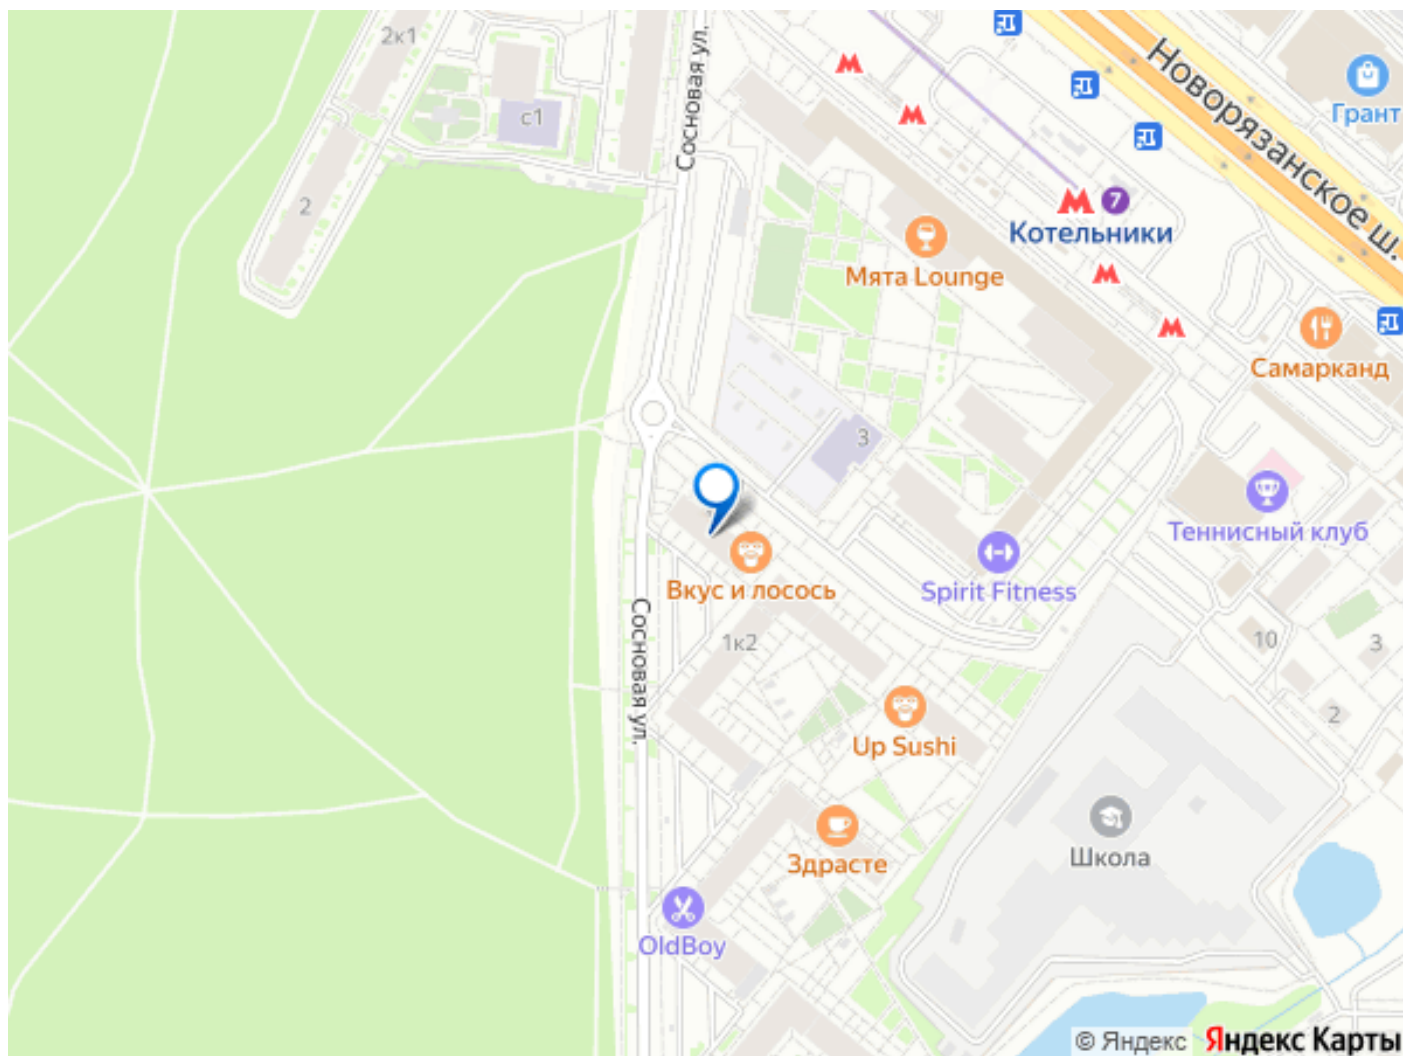 2к1
с1
2
Сосновая ул.
Новорязанское ш.
Грант
7
Котельники
Мята Lounge
Самарканд
3
Теннисный клуб
Вкус и лосось
Spirit Fitness
Сосновая ул.
1к2
10
3
2
Up Sushi
Здрасте
Школа
OldBoy
© Яндекс Яндекс Карты